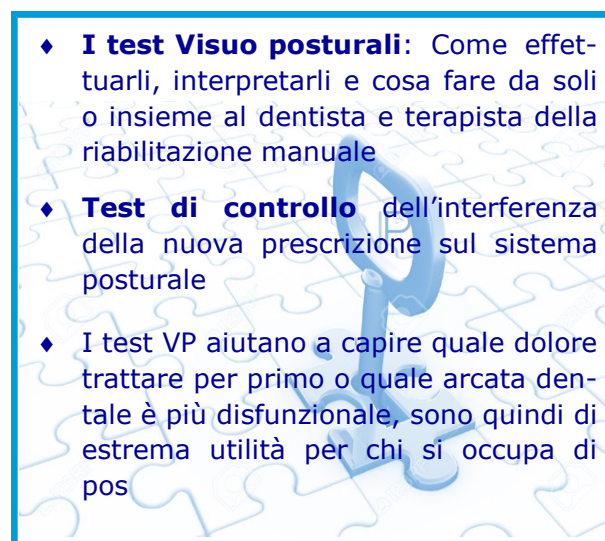 ♦ I test Visuo posturali: Come effet-
tuarli, interpretarli e cosa fare da soli
o insieme al dentista e terapista della
riabilitazione manuale
♦ Test di controllo dell’interferenza
della nuova prescrizione sul sistema
posturale
♦ I test VP aiutano a capire quale dolore
trattare per primo o quale arcata den-
tale è più disfunzionale, sono quindi di
estrema utilità per chi si occupa di
pos